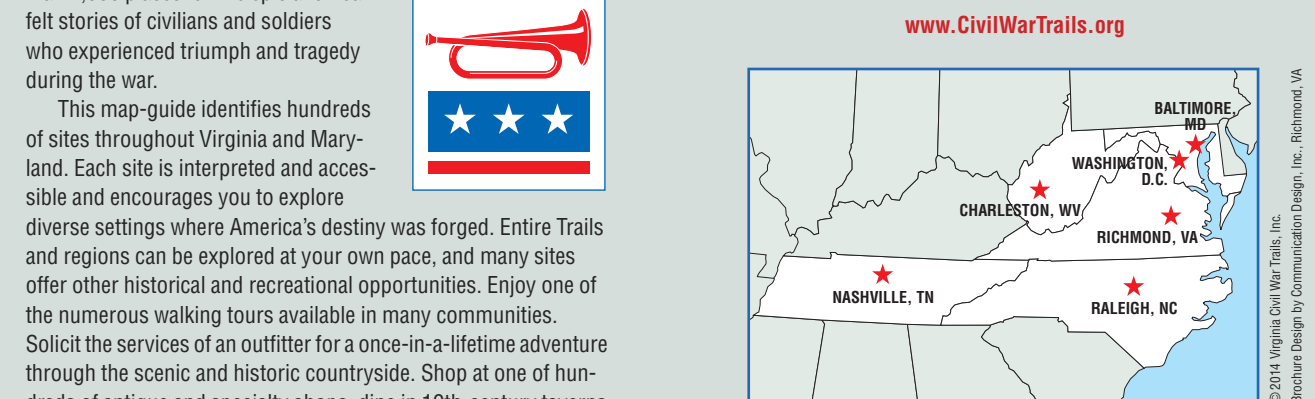 felt stories of civilians and soldiers
who experienced triumph and tragedy
during the war.
This map-guide identifies hundreds
of sites throughout Virginia and Mary-
land. Each site is interpreted and acces-
sible and encourages you to explore
diverse settings where America's destiny was forged. Entire Trails
and regions can be explored at your own pace, and many sites
offer other historical and recreational opportunities. Enjoy one of
the numerous walking tours available in many communities.
Solicit the services of an outfitter for a once-in-a-lifetime adventure
through the scenic and historic countryside. Shop at one of hun-
www.CivilWarTrails.org
BALTIMORE,
MD
WASHINGTON,
D.C.
CHARLESTON, WV
RICHMOND, VA
NASHVILLE, TN
RALEIGH, NC
© 2014 Virginia Civil War Trails, Inc.
Brochure Design by Communication Design, Inc., Richmond, VA